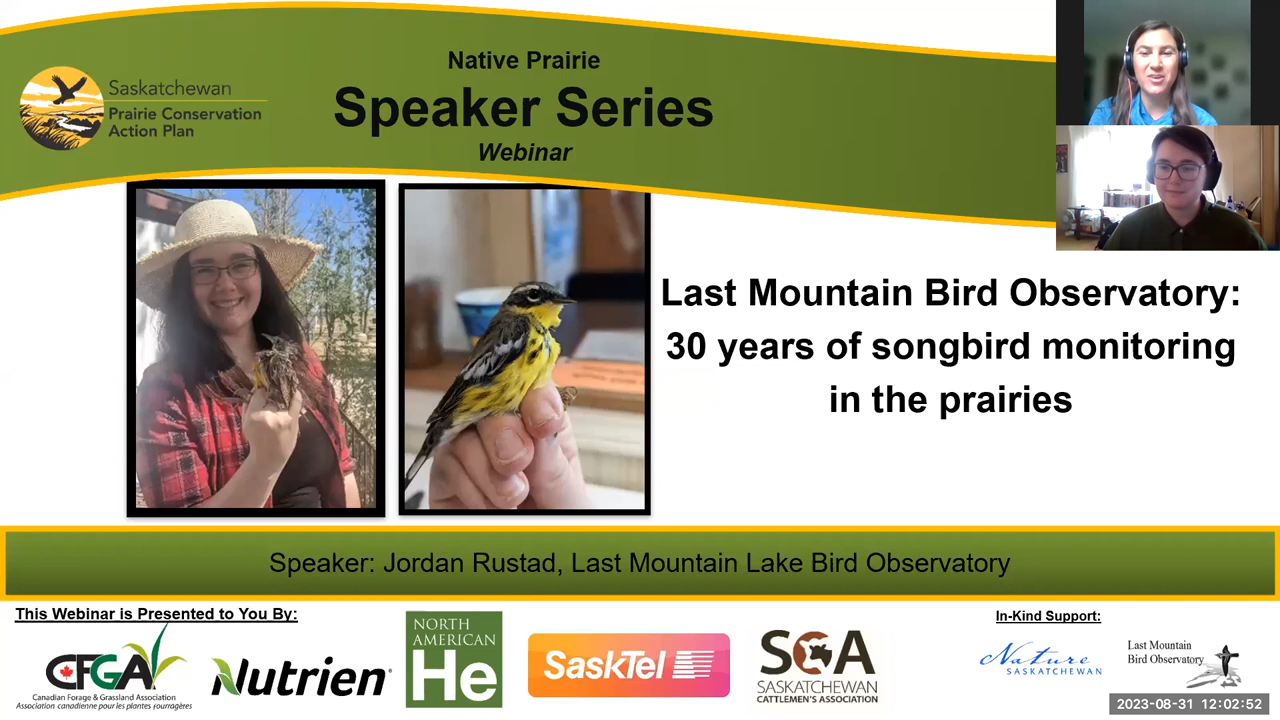 Native Prairie
Speaker Series
Webinar
Saskatchewan
Prairie Conservation
Action Plan
Last Mountain Bird Observatory:
30 years of songbird monitoring
in the prairies
Speaker: Jordan Rustad, Last Mountain Lake Bird Observatory
This Webinar is Presented to You By:
CFGA
Canadian Forage & Grassland Association
Association canadienne pour les plantes fourragères
Nutrien
NORTH
AMERICAN
He
SaskTel
SCA
SASKATCHEWAN
CATTLEMEN'S ASSOCIATION
In-Kind Support:
Nature
SASKATCHEWAN
Last Mountain
Bird Observatory
2023-08-31 12:02:52